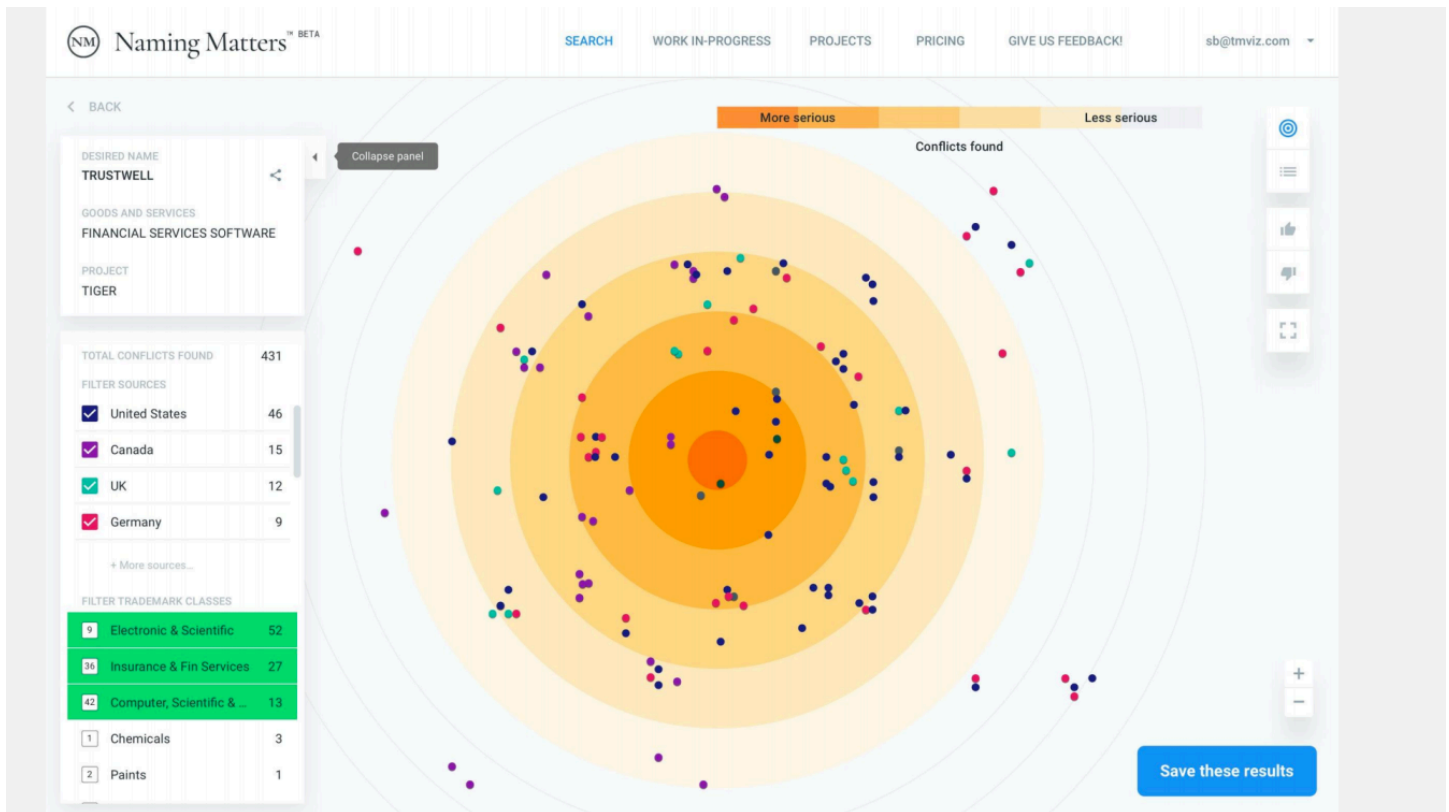 NM Naming Matters™ BETA
SEARCH WORK IN-PROGRESS PROJECTS PRICING GIVE US FEEDBACK! sb@tmviz.com
BACK
More serious Less serious
Conflicts found
DESIRED NAME
TRUSTWELL
Collapse panel
GOODS AND SERVICES
FINANCIAL SERVICES SOFTWARE
PROJECT
TIGER
TOTAL CONFLICTS FOUND 431
FILTER SOURCES
United States 46
Canada 15
UK 12
Germany 9
+ More sources...
FILTER TRADEMARK CLASSES
9 Electronic & Scientific 52
36 Insurance & Fin Services 27
42 Computer, Scientific & ... 13
1 Chemicals 3
2 Paints 1
+
−
Save these results